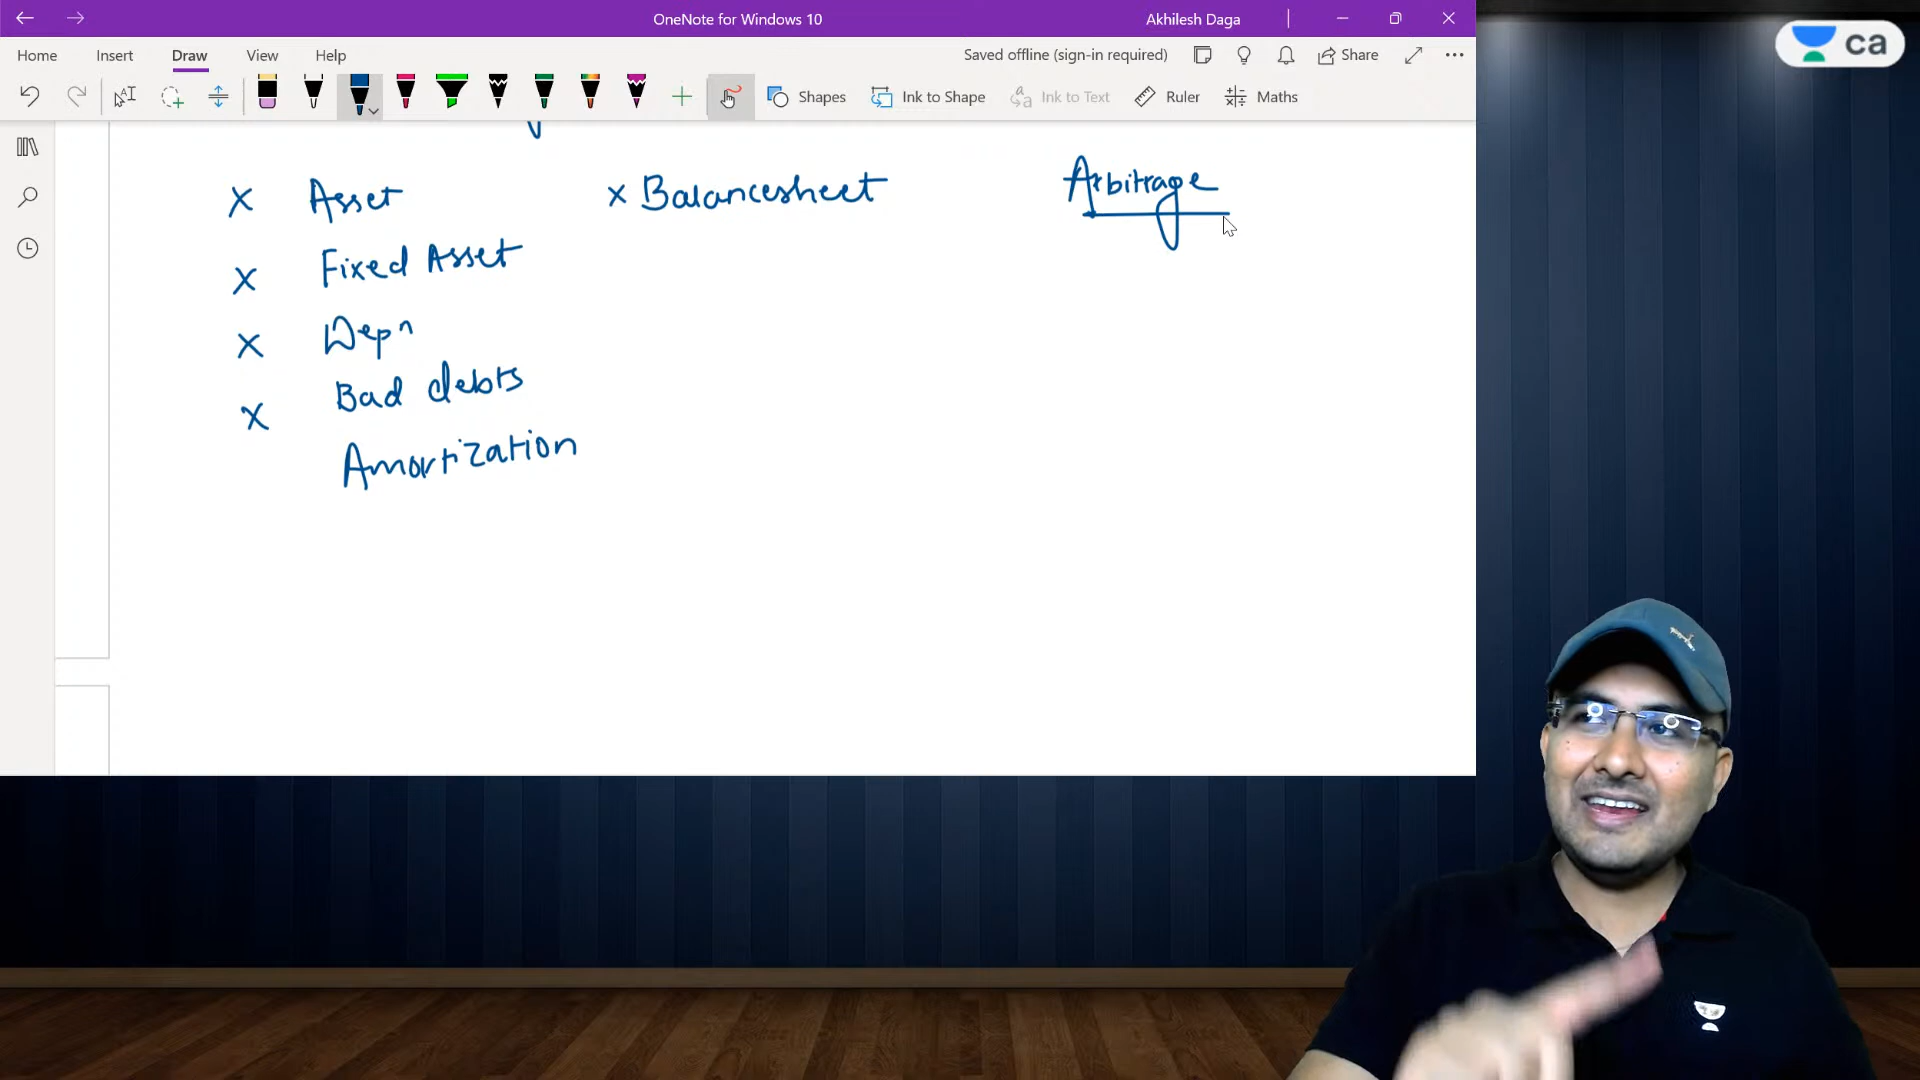 OneNote for Windows 10
Akhilesh Daga
Home Insert Draw View Help
Saved offline (sign-in required)
Share
Shapes
Ink to Shape
Ink to Text
Ruler
Maths
ca
x Asset
x Balancesheet
Arbitrage
x Fixed Asset
x Depn
x Bad debts
Amortization